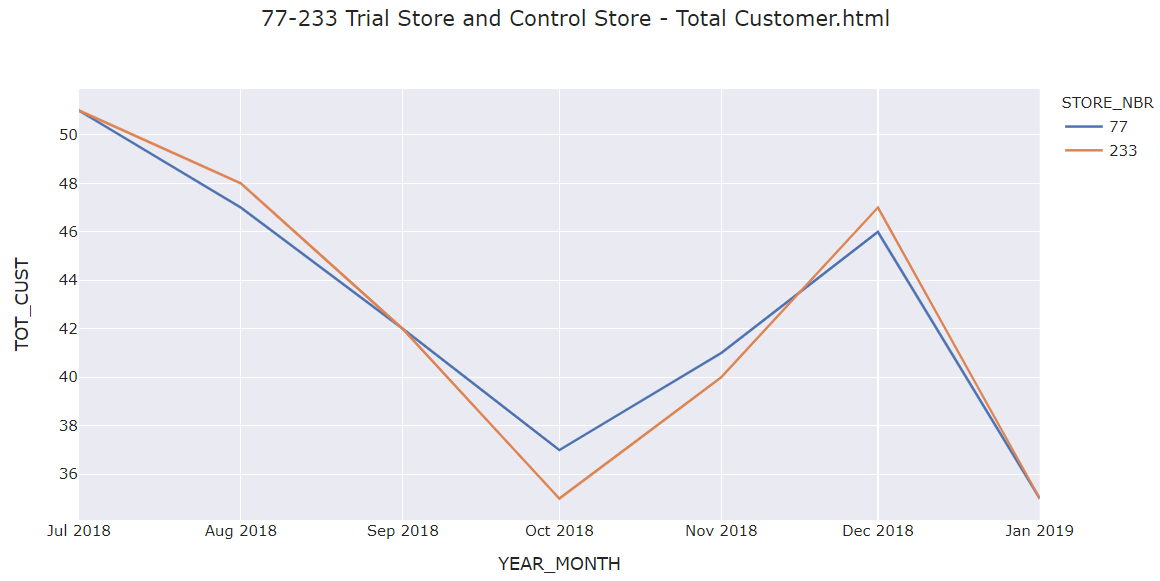 77-233 Trial Store and Control Store - Total Customer.html
STORE_NBR
77
233
TOT_CUST
50
48
46
44
42
40
38
36
Jul 2018
Aug 2018
Sep 2018
Oct 2018
Nov 2018
Dec 2018
Jan 2019
YEAR_MONTH